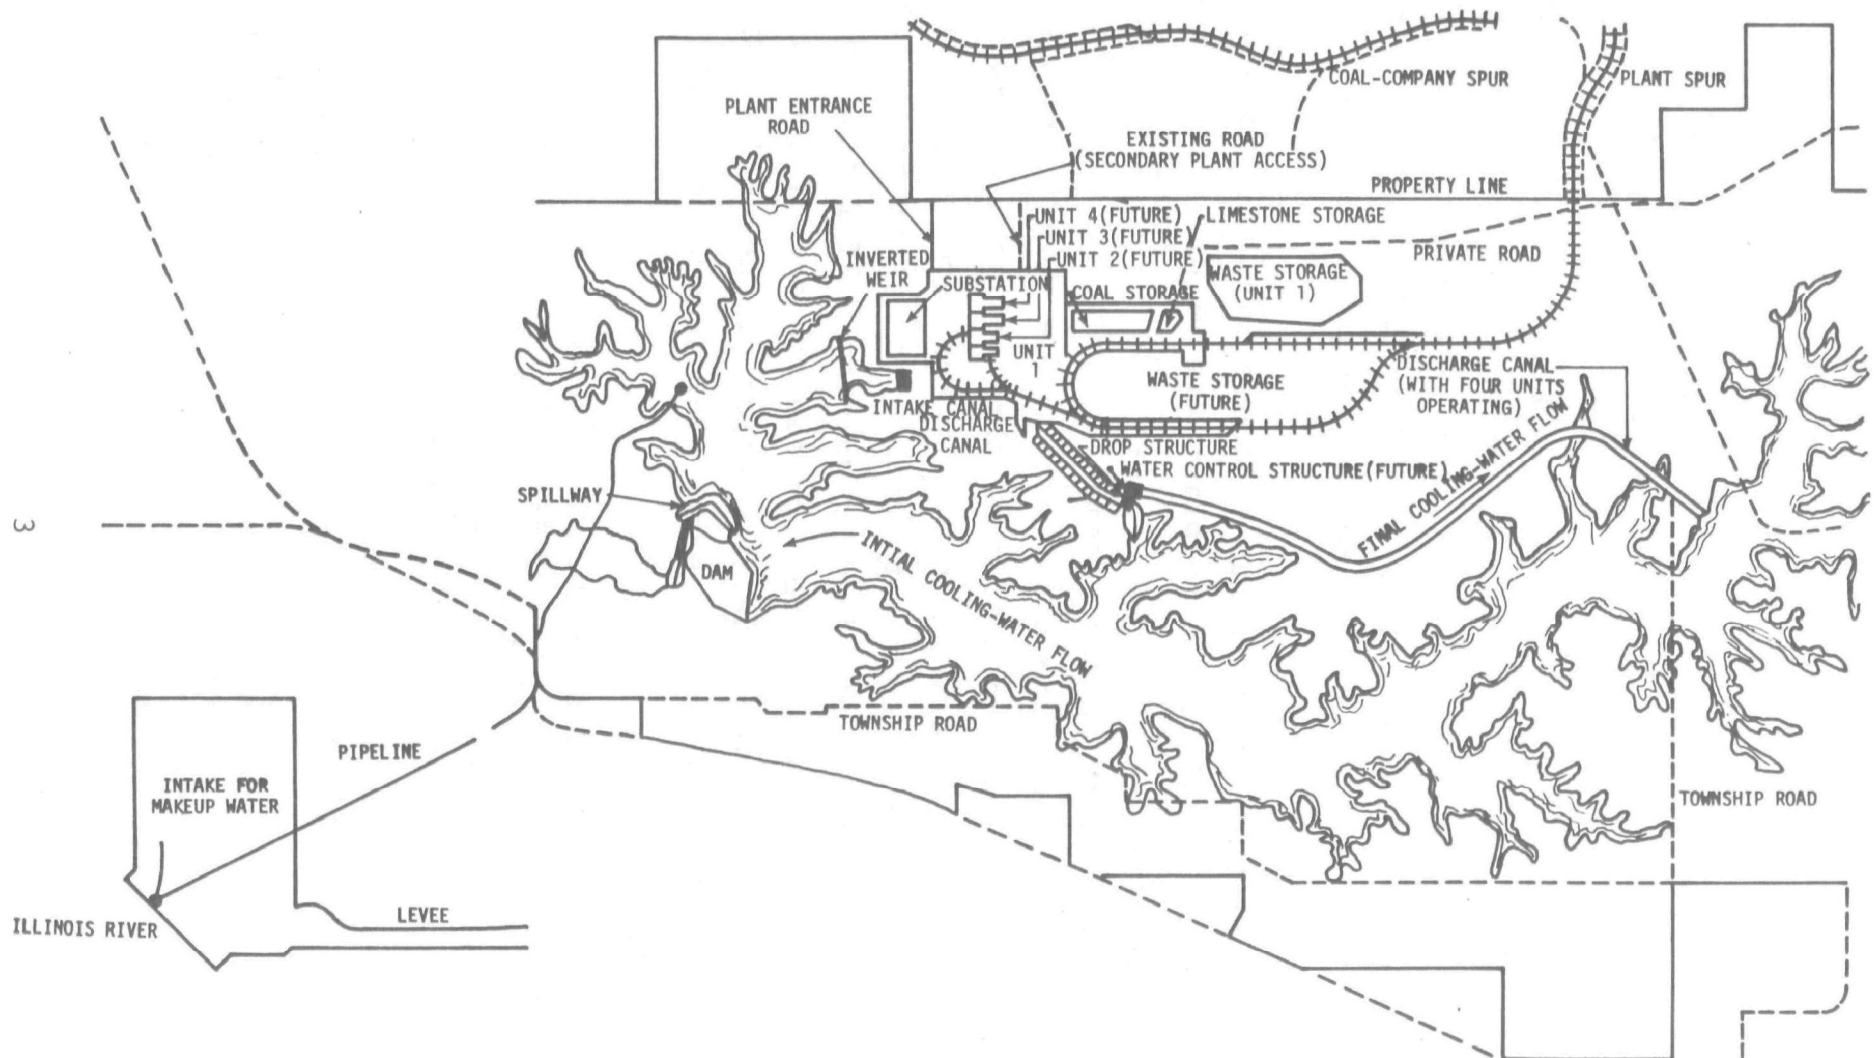 COAL-COMPANY SPUR
PLANT SPUR
PLANT ENTRANCE
ROAD
EXISTING ROAD
(SECONDARY PLANT ACCESS)
PROPERTY LINE
UNIT 4(FUTURE)
LIMESTONE STORAGE
UNIT 3(FUTURE)
UNIT 2(FUTURE)
PRIVATE ROAD
INVERTED
WEIR
SUBSTATION
COAL STORAGE
WASTE STORAGE
(UNIT 1)
UNIT
1
WASTE STORAGE
(FUTURE)
DISCHARGE CANAL
(WITH FOUR UNITS
OPERATING)
INTAKE CANAL
DISCHARGE
CANAL
DROP STRUCTURE
WATER CONTROL STRUCTURE(FUTURE)
FINAL COOLING-WATER FLOW
SPILLWAY
3
DAM
INTIAL COOLING-WATER FLOW
TOWNSHIP ROAD
PIPELINE
INTAKE FOR
MAKEUP WATER
TOWNSHIP ROAD
LEVEE
ILLINOIS RIVER